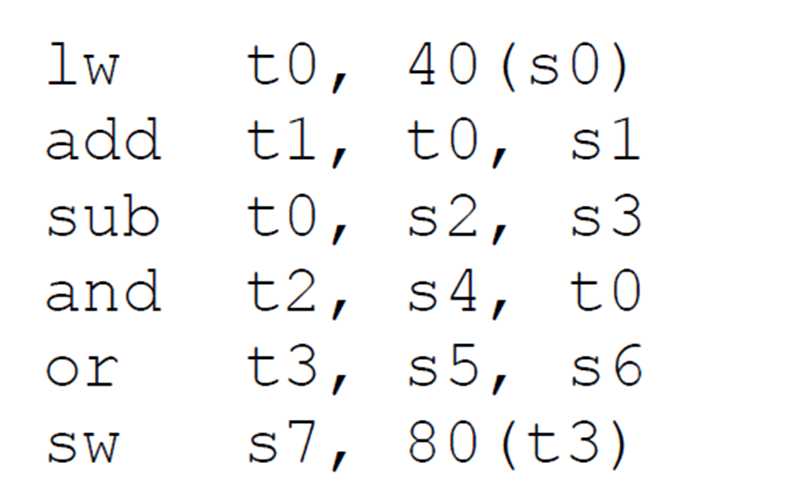 lw t0, 40(s0)
add t1, t0, s1
sub t0, s2, s3
and t2, s4, t0
or t3, s5, s6
sw s7, 80(t3)